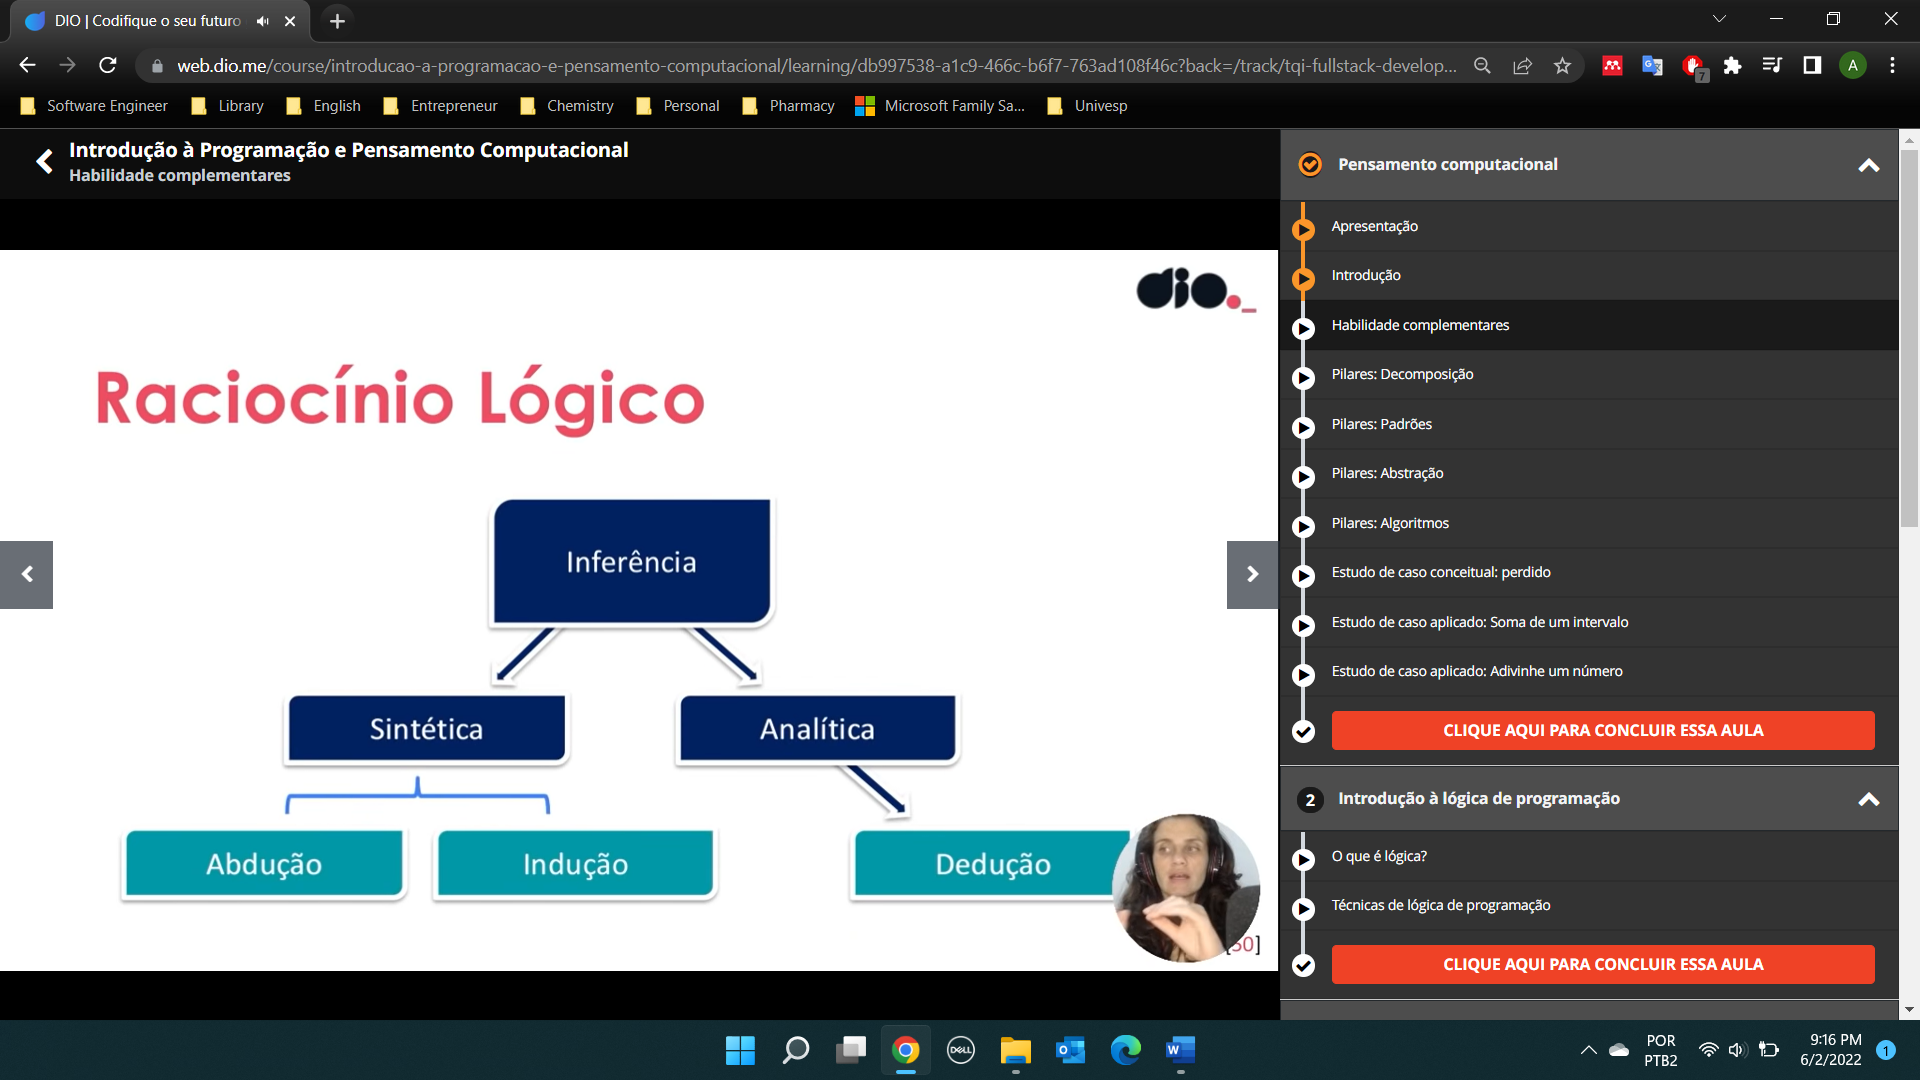 DIO | Codifique o seu futuro
web.dio.me/course/introducao-a-programacao-e-pensamento-computacional/learning/db997538-a1c9-466c-b6f7-763ad108f46c?back=/track/tqi-fullstack-develop...
7
A
Software Engineer Library English Entrepreneur Chemistry Personal Pharmacy Microsoft Family Sa... Univesp
Introdução à Programação e Pensamento Computacional
Habilidade complementares
dio._
Raciocínio Lógico
Inferência
Sintética Analítica
Abdução Indução Dedução
50]
Pensamento computacional
Apresentação
Introdução
Habilidade complementares
Pilares: Decomposição
Pilares: Padrões
Pilares: Abstração
Pilares: Algoritmos
Estudo de caso conceitual: perdido
Estudo de caso aplicado: Soma de um intervalo
Estudo de caso aplicado: Adivinhe um número
CLIQUE AQUI PARA CONCLUIR ESSA AULA
2 Introdução à lógica de programação
O que é lógica?
Técnicas de lógica de programação
CLIQUE AQUI PARA CONCLUIR ESSA AULA
DELL
W
POR
PTB2
9:16 PM
6/2/2022
1